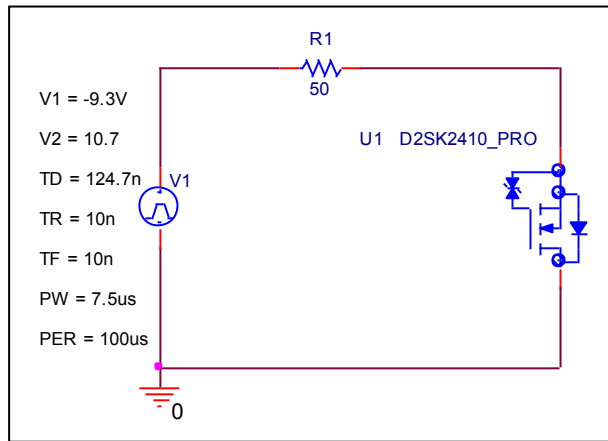 R1
50
V1 = -9.3V
V2 = 10.7
TD = 124.7n
TR = 10n
TF = 10n
PW = 7.5us
PER = 100us
V1
U1 D2SK2410_PRO
0